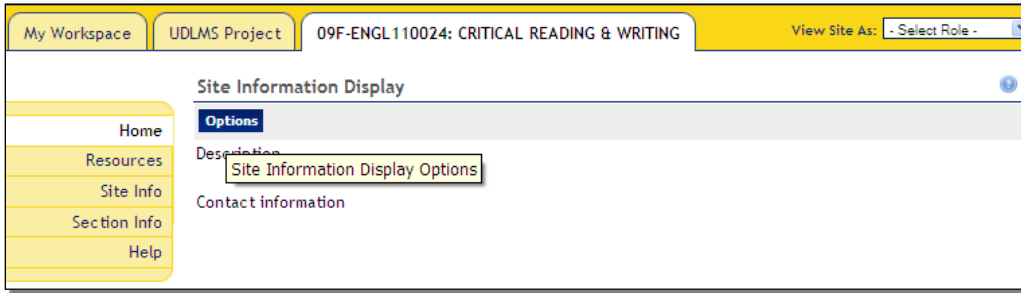 My Workspace UDLMS Project 09F-ENGL110024: CRITICAL READING & WRITING View Site As: - Select Role -
Site Information Display
Options
Home
Resources
Site Info
Section Info
Help
Description
Site Information Display Options
Contact information